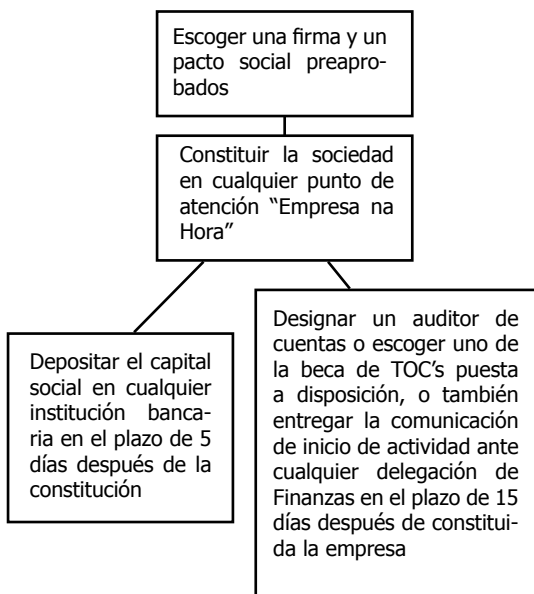 Escoger una firma y un
pacto social preapro-
bados
Constituir la sociedad
en cualquier punto de
atención “Empresa na
Hora”
Depositar el capital
social en cualquier
institución banca-
ria en el plazo de 5
días después de la
constitución
Designar un auditor de
cuentas o escoger uno de
la beca de TOC’s puesta
a disposición, o también
entregar la comunicación
de inicio de actividad ante
cualquier delegación de
Finanzas en el plazo de 15
días después de constitui-
da la empresa